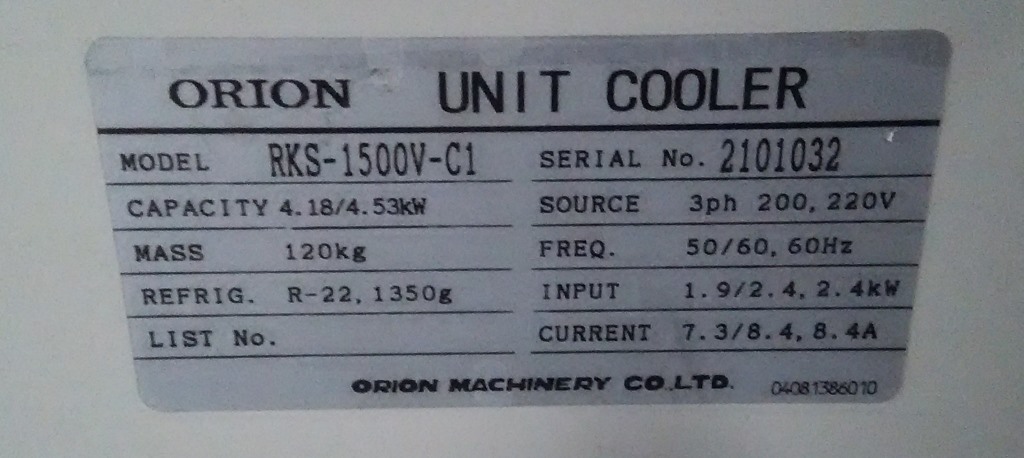 ORION UNIT COOLER
MODEL RKS-1500V-C1 SERIAL No. 2101032
CAPACITY 4.18/4.53kW SOURCE 3ph 200, 220V
MASS 120kg FREQ. 50/60, 60Hz
REFRIG. R-22, 1350g INPUT 1.9/2.4, 2.4kW
LIST No. CURRENT 7.3/8.4, 8.4A
ORION MACHINERY CO.,LTD. 04081386010